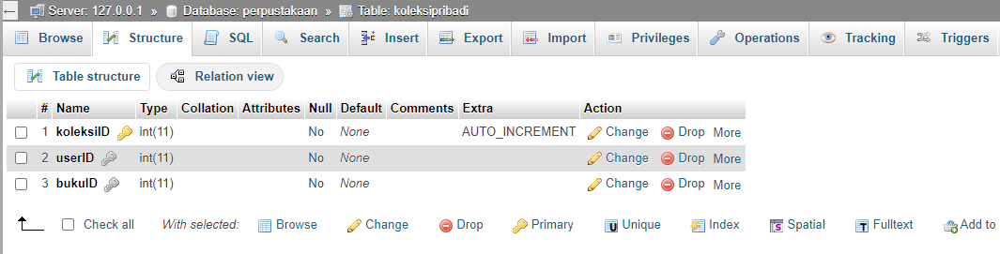 Server: 127.0.0.1 » Database: perpustakaan » Table: koleksipribadi
Browse Structure SQL Search Insert Export Import Privileges Operations Tracking Triggers
Table structure Relation view
# Name Type Collation Attributes Null Default Comments Extra Action
1 koleksiID int(11) No None AUTO_INCREMENT Change Drop More
2 userID int(11) No None Change Drop More
3 bukuID int(11) No None Change Drop More
Check all With selected: Browse Change Drop Primary Unique Index Spatial Fulltext Add to